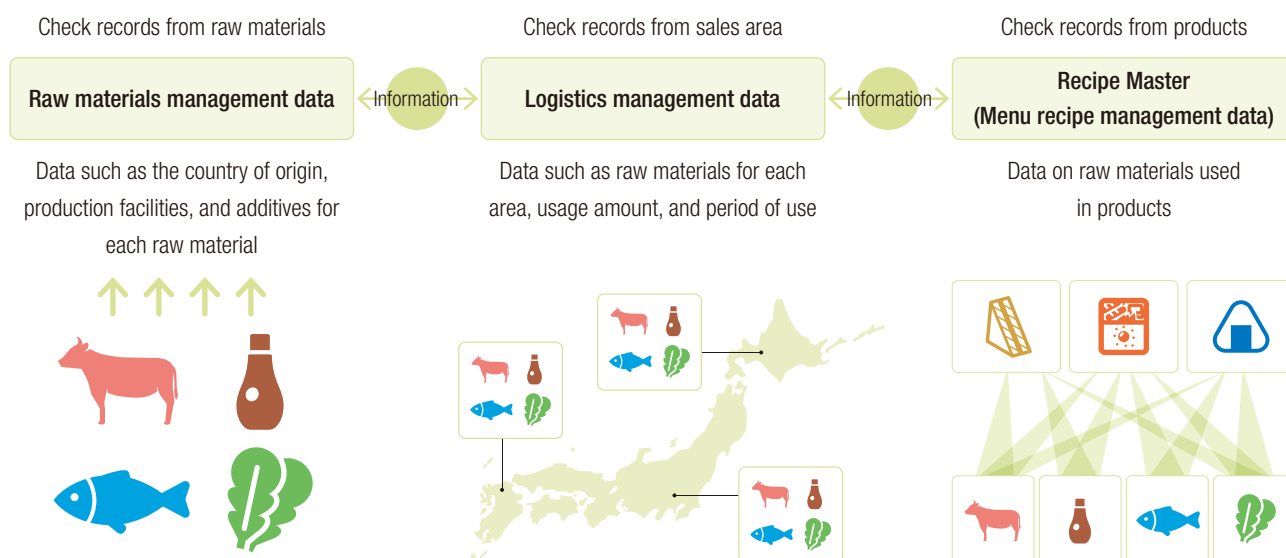 Check records from raw materials
Raw materials management data
Data such as the country of origin,
production facilities, and additives for
each raw material
Information
Check records from sales area
Logistics management data
Data such as raw materials for each
area, usage amount, and period of use
Information
Check records from products
Recipe Master
(Menu recipe management data)
Data on raw materials used
in products